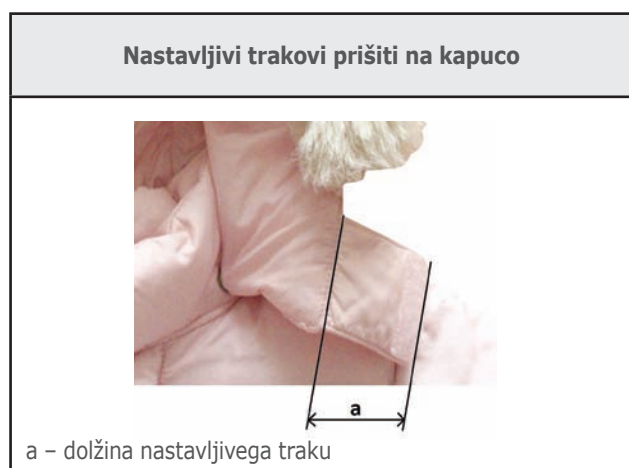 Nastavljivi trakovi prišiti na kapuco
a
a – dolžina nastavljivega traku